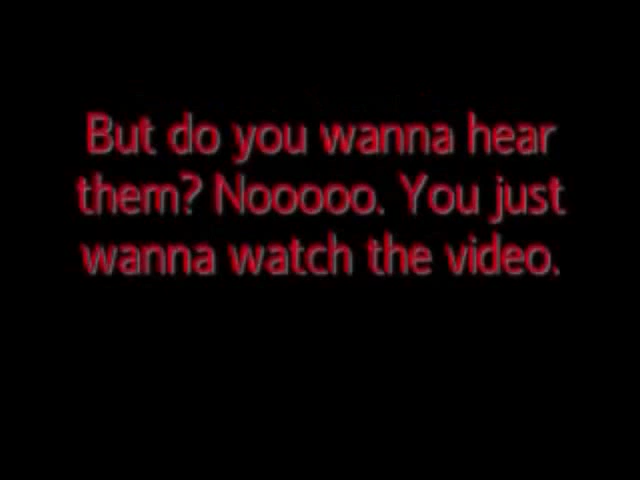 But do you wanna hear
them? Nooooo. You just
wanna watch the video.